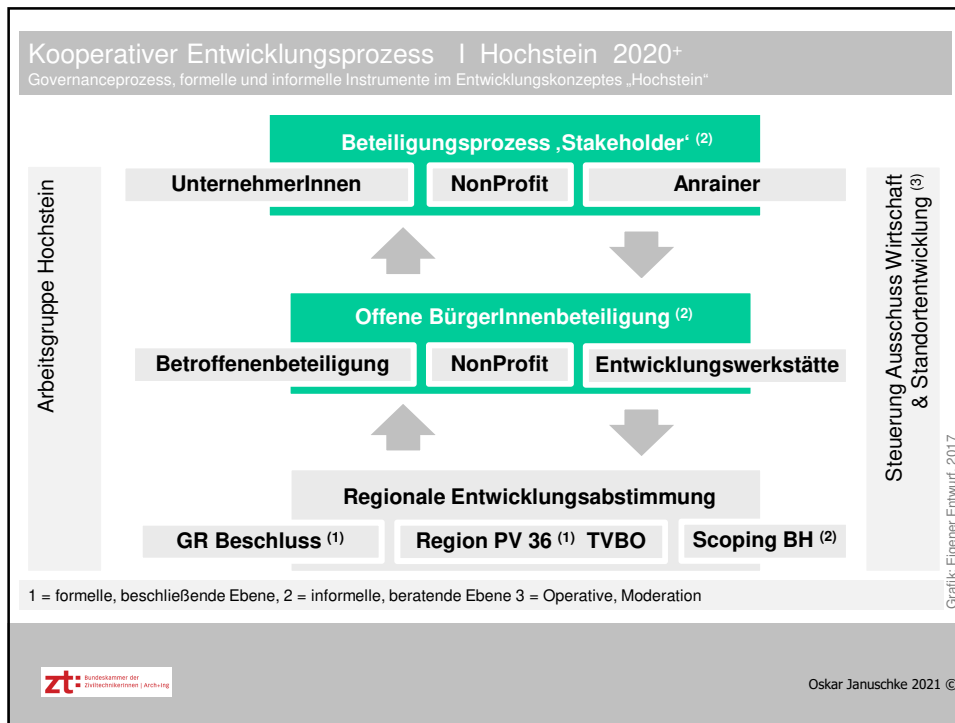 Kooperativer Entwicklungsprozess I Hochstein 2020+
Governanceprozess, formelle und informelle Instrumente im Entwicklungskonzeptes „Hochstein“
Arbeitsgruppe Hochstein
Beteiligungsprozess ‚Stakeholder‘ (2)
UnternehmerInnen NonProfit Anrainer
Offene BürgerInnenbeteiligung (2)
Betroffenenbeteiligung NonProfit Entwicklungswerkstätte
Regionale Entwicklungsabstimmung
GR Beschluss (1) Region PV 36 (1) TVBO Scoping BH (2)
Steuerung Ausschuss Wirtschaft
& Standortentwicklung (3)
Grafik: Eigener Entwurf, 2017
1 = formelle, beschließende Ebene, 2 = informelle, beratende Ebene 3 = Operative, Moderation
zt: Bundeskammer der
ZiviltechnikerInnen | Arch+Ing
Oskar Januschke 2021 ©